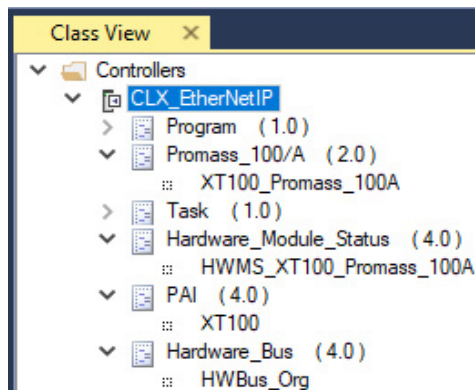 Class View
Controllers
CLX_EtherNetIP
Program (1.0)
Promass_100/A (2.0)
XT100_Promass_100A
Task (1.0)
Hardware_Module_Status (4.0)
HWMS_XT100_Promass_100A
PAI (4.0)
XT100
Hardware_Bus (4.0)
HWBus_Org